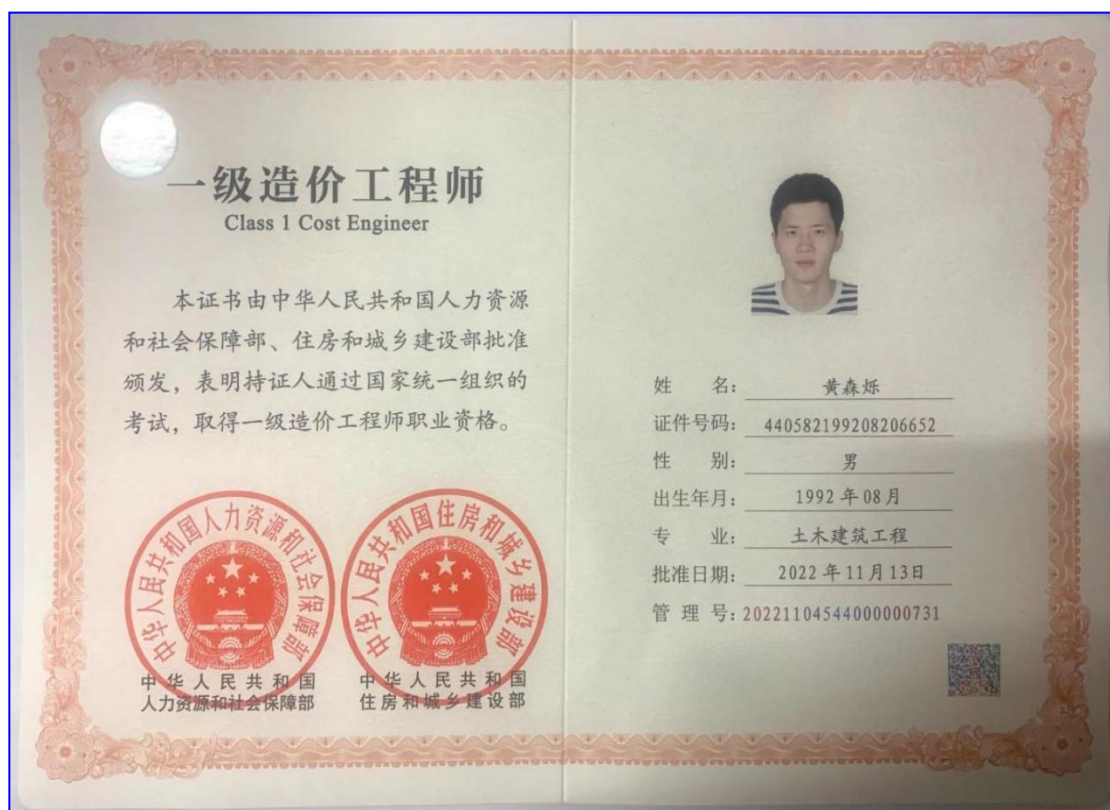 一级造价工程师
Class 1 Cost Engineer
本证书由中华人民共和国人力资源
和社会保障部、住房和城乡建设部批准
颁发，表明持证人通过国家统一组织的
考试，取得一级造价工程师职业资格。
中华人民共和国人力资源和社会保障部
中华人民共和国
人力资源和社会保障部
中华人民共和国住房和城乡建设部
中华人民共和国
住房和城乡建设部
姓 名： 黄森烁
证件号码： 440582199208206652
性 别： 男
出生年月： 1992年08月
专 业： 土木建筑工程
批准日期： 2022年11月13日
管 理 号：20221104544000000731